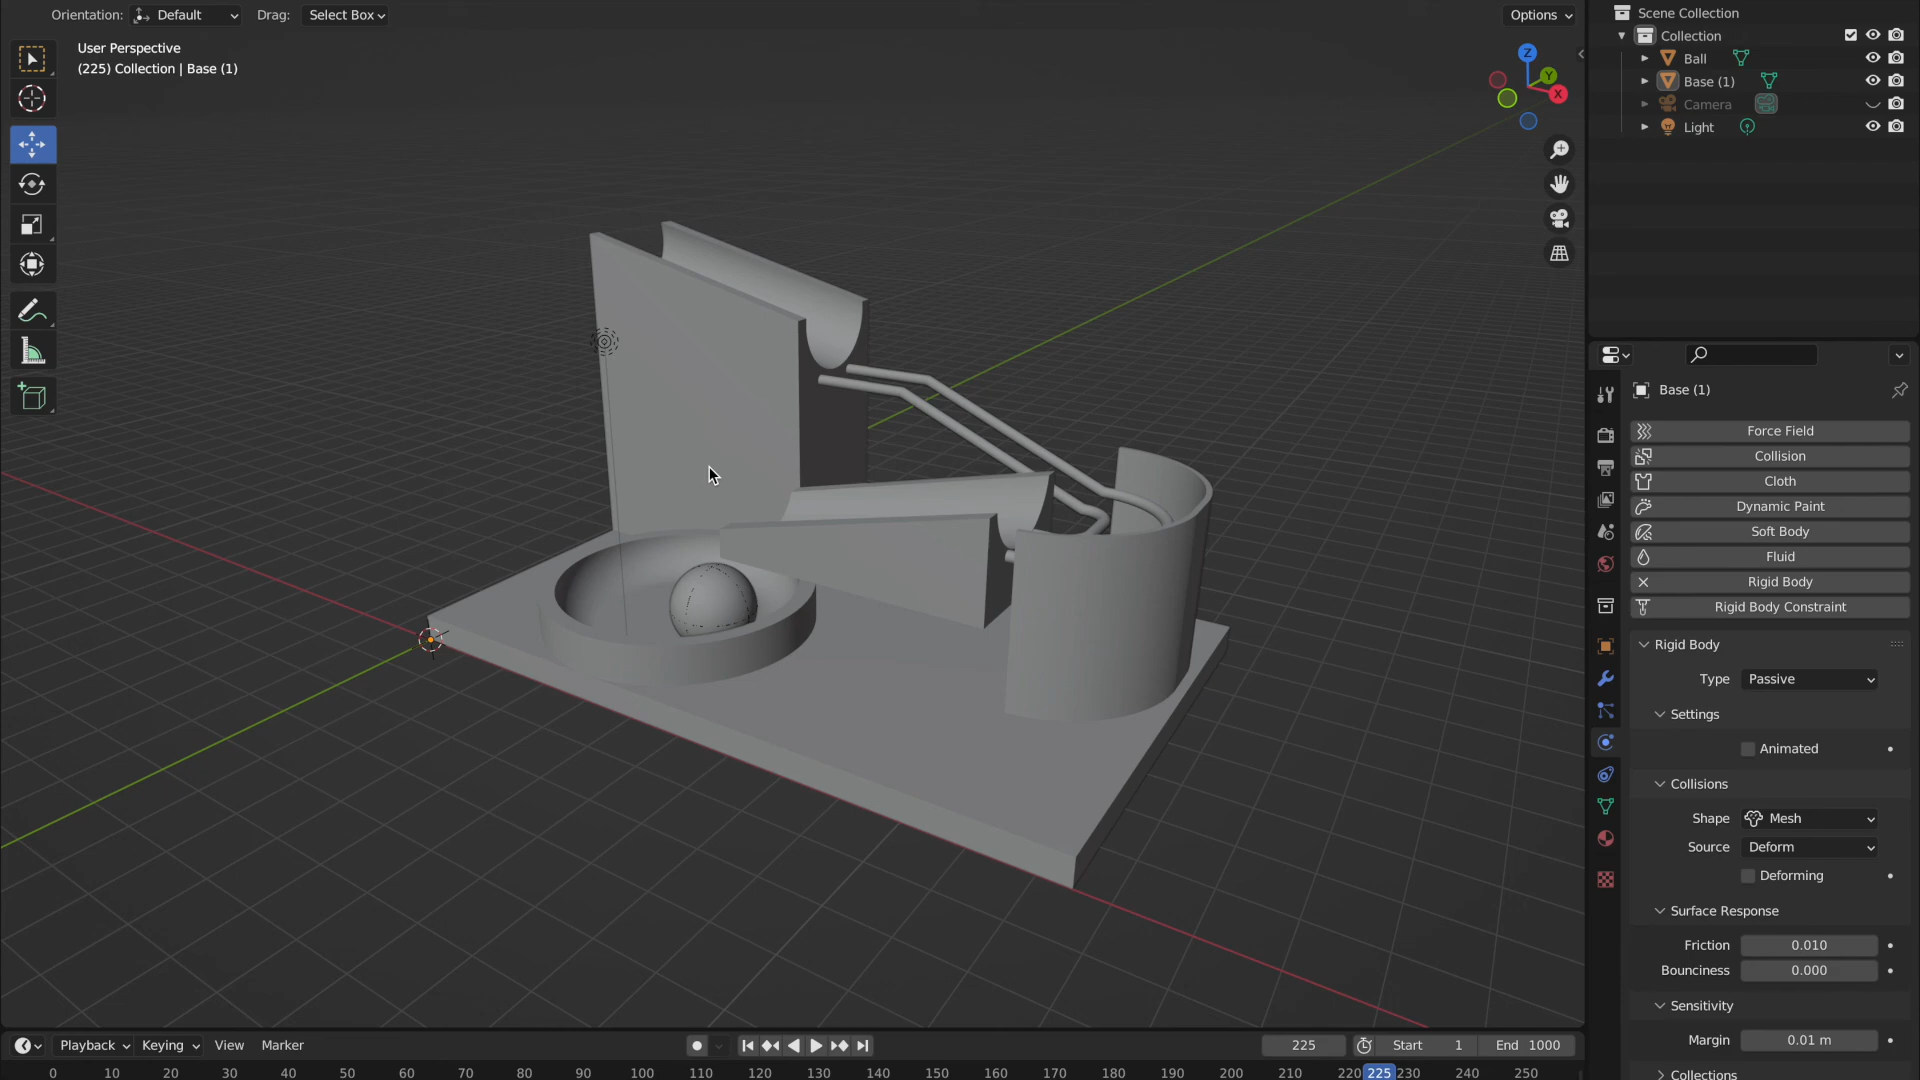 Orientation: Default Drag: Select Box Options
User Perspective
(225) Collection | Base (1)
Z
Y
X
Scene Collection
Collection
Ball
Base (1)
Camera
Light
Base (1)
Force Field
Collision
Cloth
Dynamic Paint
Soft Body
Fluid
Rigid Body
Rigid Body Constraint
Rigid Body
Type Passive
Settings
Animated
Collisions
Shape Mesh
Source Deform
Deforming
Surface Response
Friction 0.010
Bounciness 0.000
Sensitivity
Margin 0.01 m
Collections
Playback Keying View Marker 225 Start 1 End 1000
0 10 20 30 40 50 60 70 80 90 100 110 120 130 140 150 160 170 180 190 200 210 220 225 230 240 250